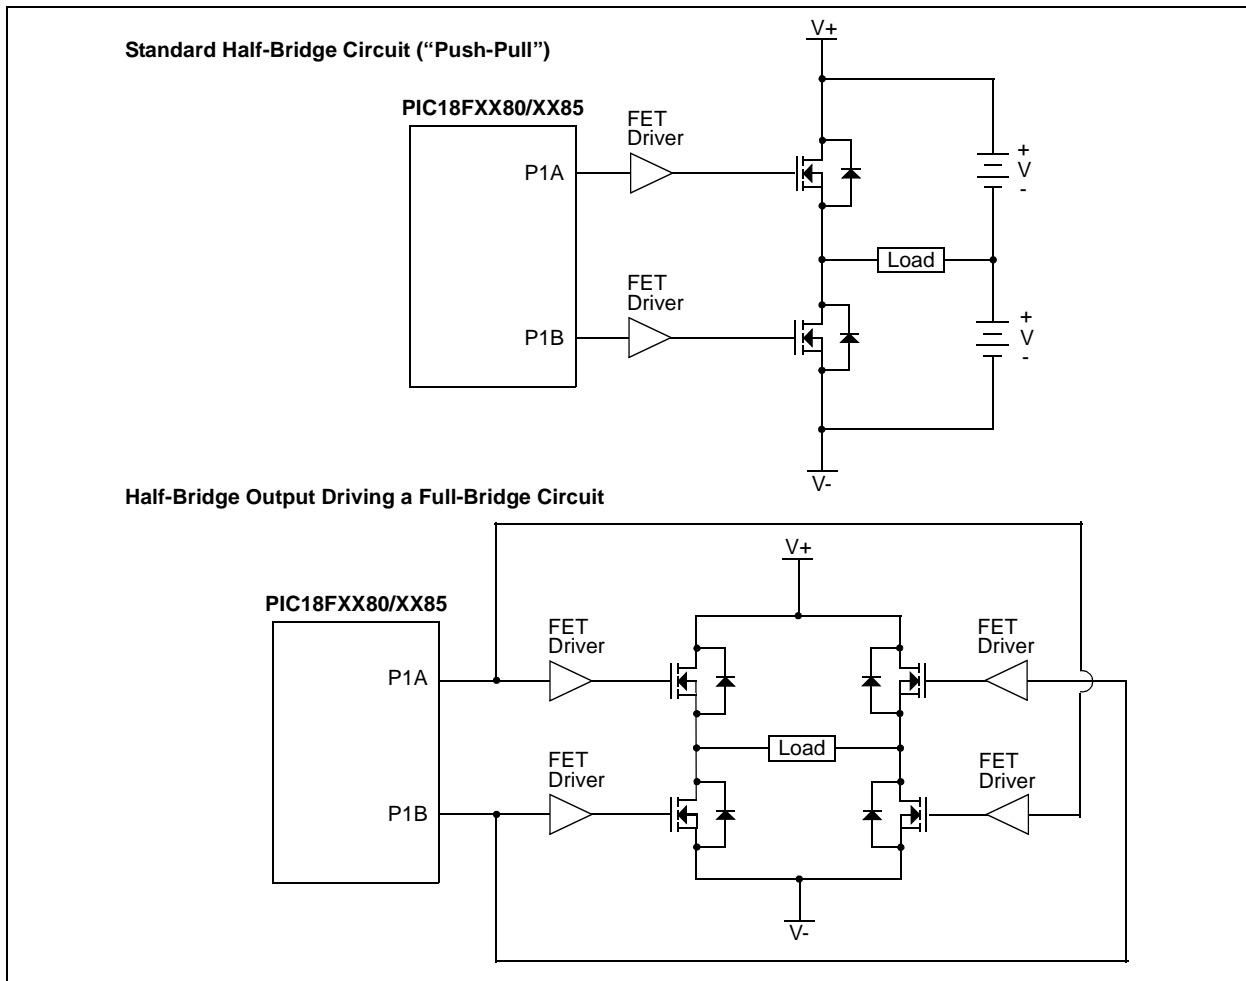 Standard Half-Bridge Circuit (“Push-Pull”)
V+
PIC18FXX80/XX85
FET
Driver
P1A
+
V
-
Load
FET
Driver
P1B
+
V
-
V-
Half-Bridge Output Driving a Full-Bridge Circuit
V+
PIC18FXX80/XX85
FET
Driver
FET
Driver
P1A
Load
FET
Driver
FET
Driver
P1B
V-